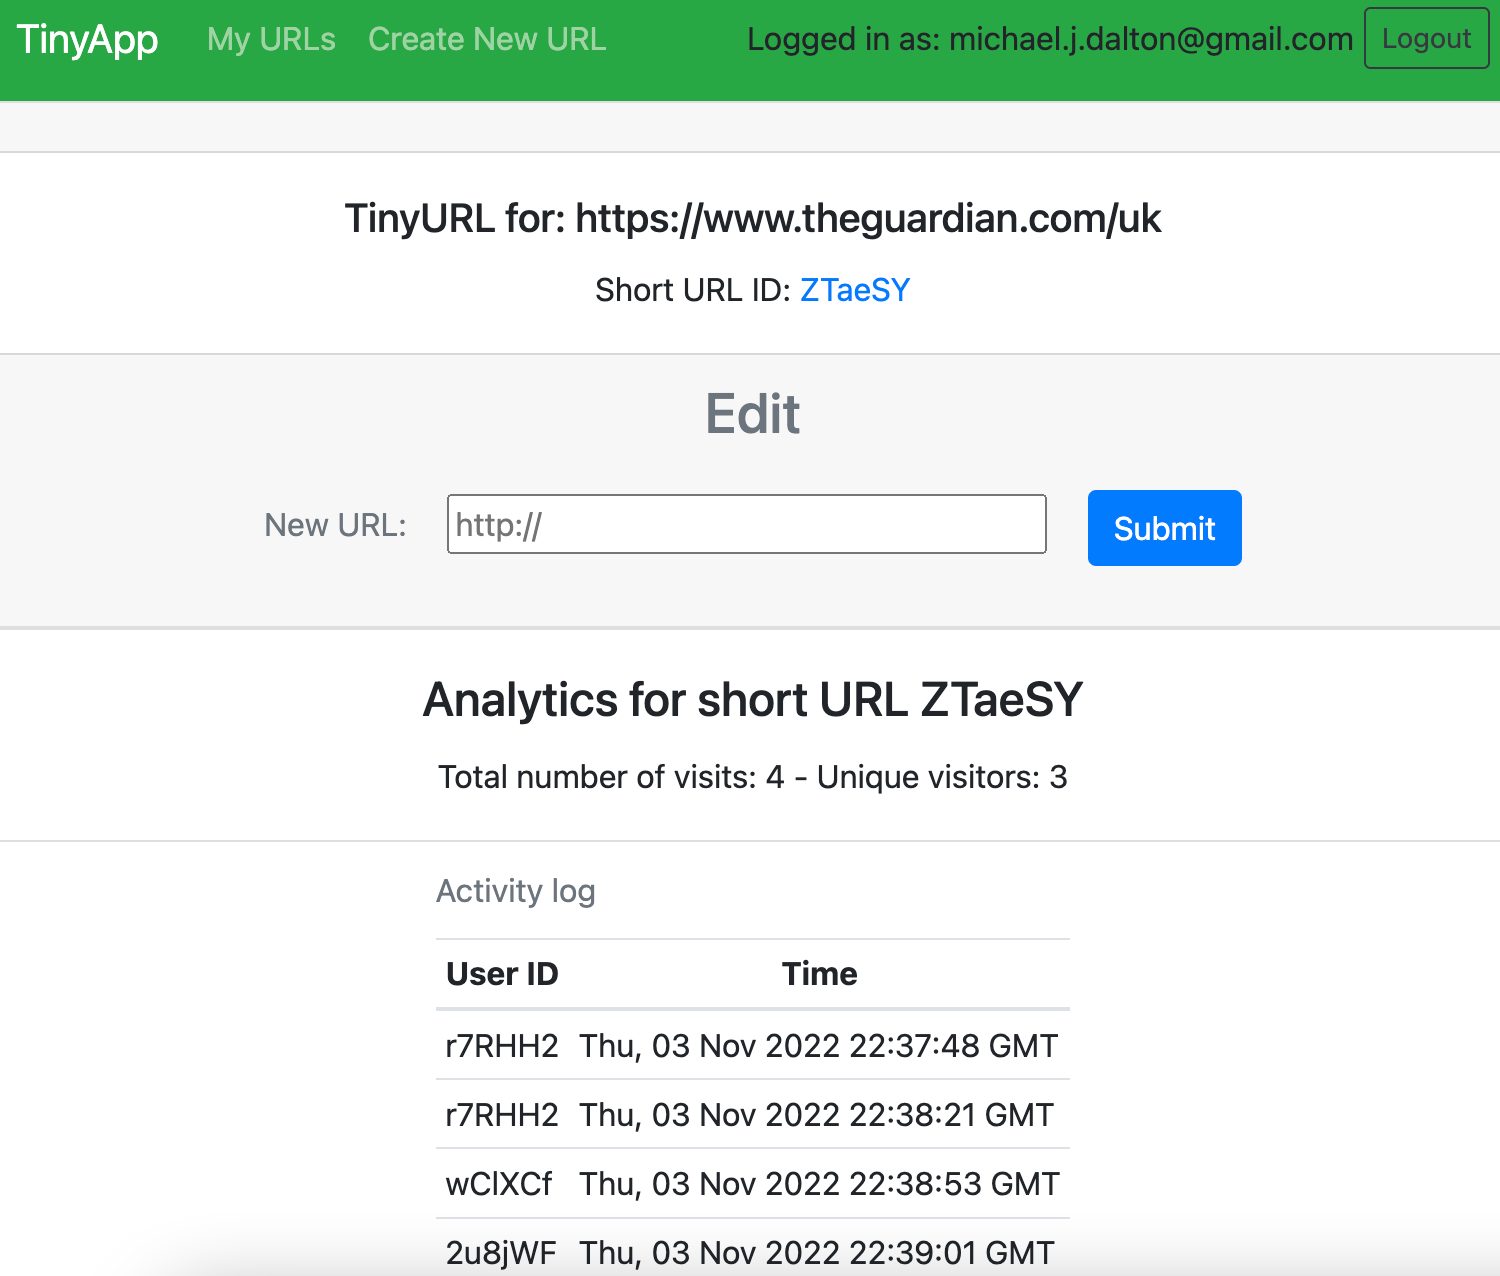 TinyApp My URLs Create New URL Logged in as: michael.j.dalton@gmail.com Logout
TinyURL for: https://www.theguardian.com/uk
Short URL ID: ZTaeSY
Edit
New URL: http:// Submit
Analytics for short URL ZTaeSY
Total number of visits: 4 - Unique visitors: 3
Activity log
User ID Time
r7RHH2 Thu, 03 Nov 2022 22:37:48 GMT
r7RHH2 Thu, 03 Nov 2022 22:38:21 GMT
wClXCf Thu, 03 Nov 2022 22:38:53 GMT
2u8jWF Thu, 03 Nov 2022 22:39:01 GMT